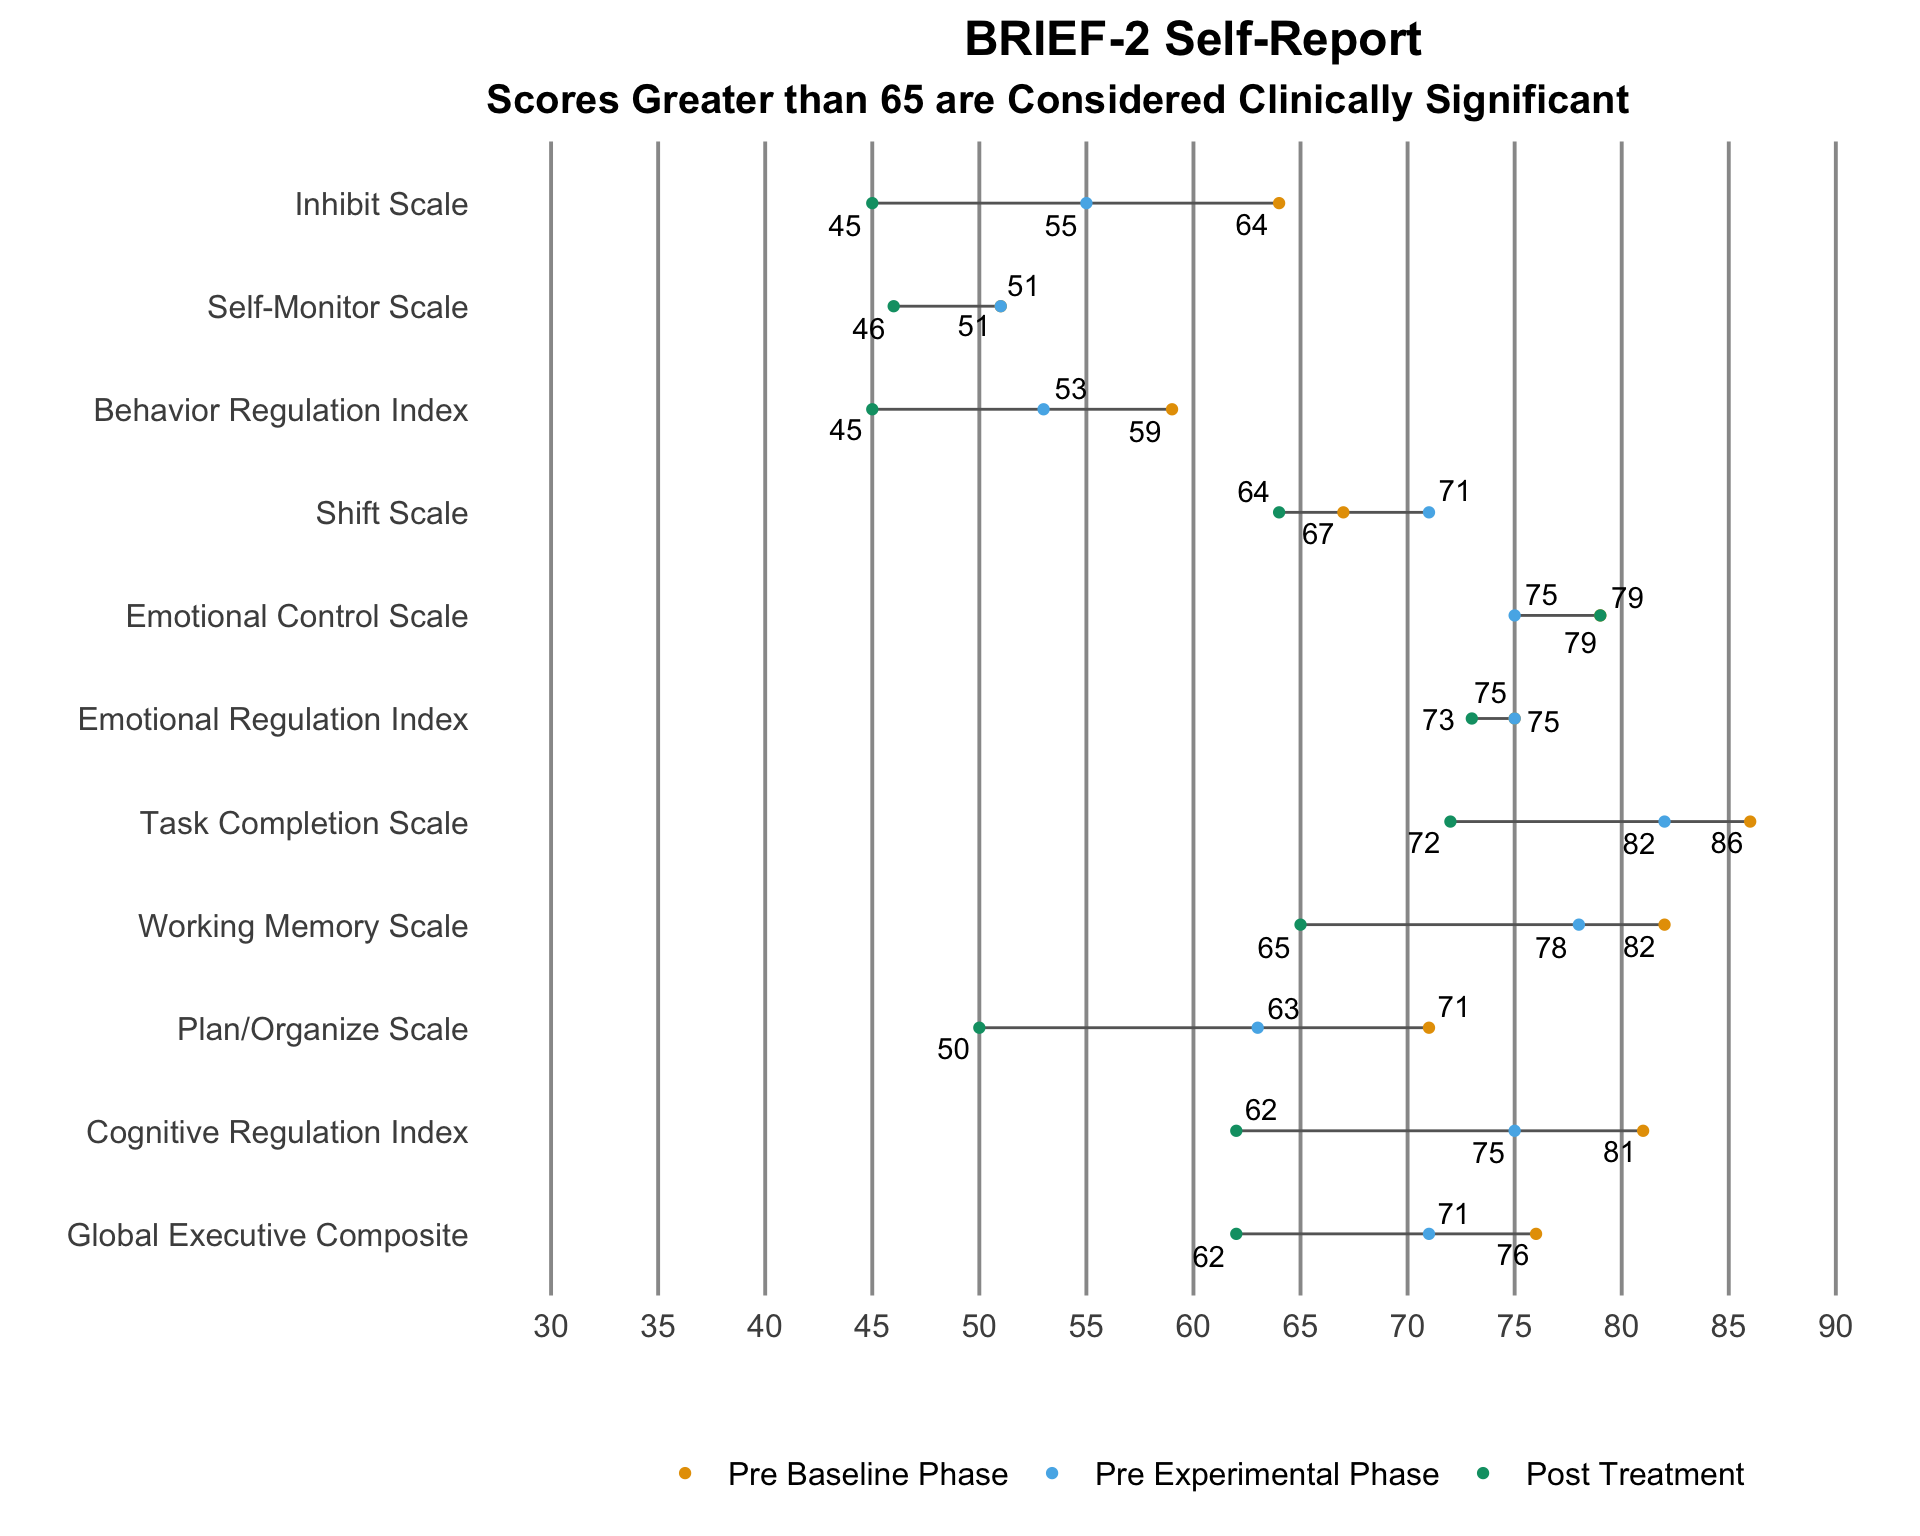 BRIEF-2 Self-Report
Scores Greater than 65 are Considered Clinically Significant
Inhibit Scale
45 55 64
Self-Monitor Scale
51
46 51
Behavior Regulation Index
53
45 59
Shift Scale
64 71
67
Emotional Control Scale
75 79
79
Emotional Regulation Index
75
73 75
Task Completion Scale
72 82 86
Working Memory Scale
65 78 82
Plan/Organize Scale
63 71
50
Cognitive Regulation Index
62
75 81
Global Executive Composite
71
62 76
30 35 40 45 50 55 60 65 70 75 80 85 90
Pre Baseline Phase Pre Experimental Phase Post Treatment